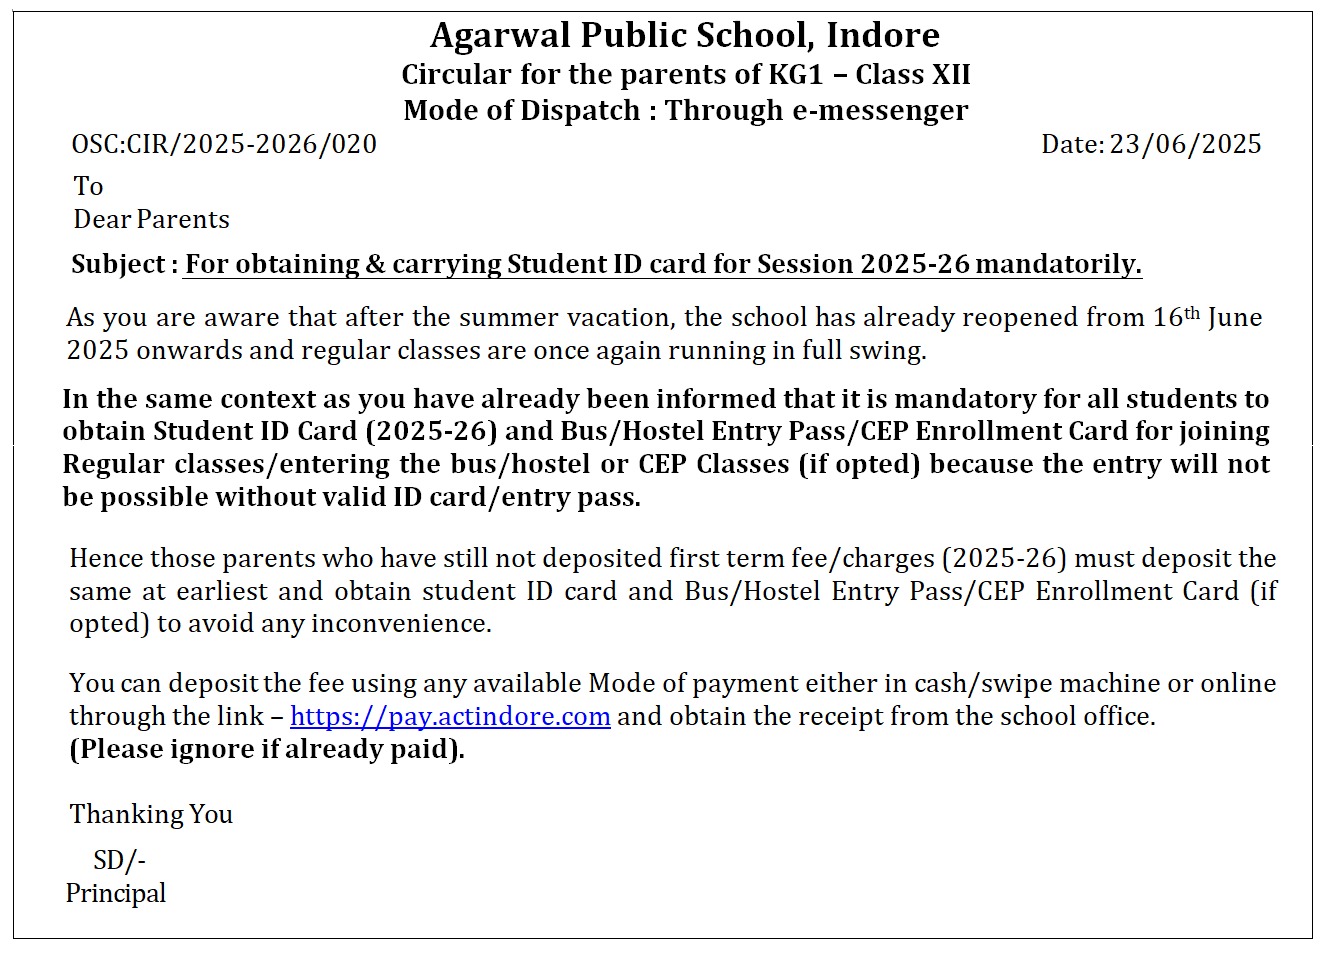 Agarwal Public School, Indore
Circular for the parents of KG1 – Class XII
Mode of Dispatch : Through e-messenger
OSC:CIR/2025-2026/020 Date: 23/06/2025
To
Dear Parents
Subject : For obtaining & carrying Student ID card for Session 2025-26 mandatorily.
As you are aware that after the summer vacation, the school has already reopened from 16th June
2025 onwards and regular classes are once again running in full swing.
In the same context as you have already been informed that it is mandatory for all students to
obtain Student ID Card (2025-26) and Bus/Hostel Entry Pass/CEP Enrollment Card for joining
Regular classes/entering the bus/hostel or CEP Classes (if opted) because the entry will not
be possible without valid ID card/entry pass.
Hence those parents who have still not deposited first term fee/charges (2025-26) must deposit the
same at earliest and obtain student ID card and Bus/Hostel Entry Pass/CEP Enrollment Card (if
opted) to avoid any inconvenience.
You can deposit the fee using any available Mode of payment either in cash/swipe machine or online
through the link – https://pay.actindore.com and obtain the receipt from the school office.
(Please ignore if already paid).
Thanking You
SD/-
Principal